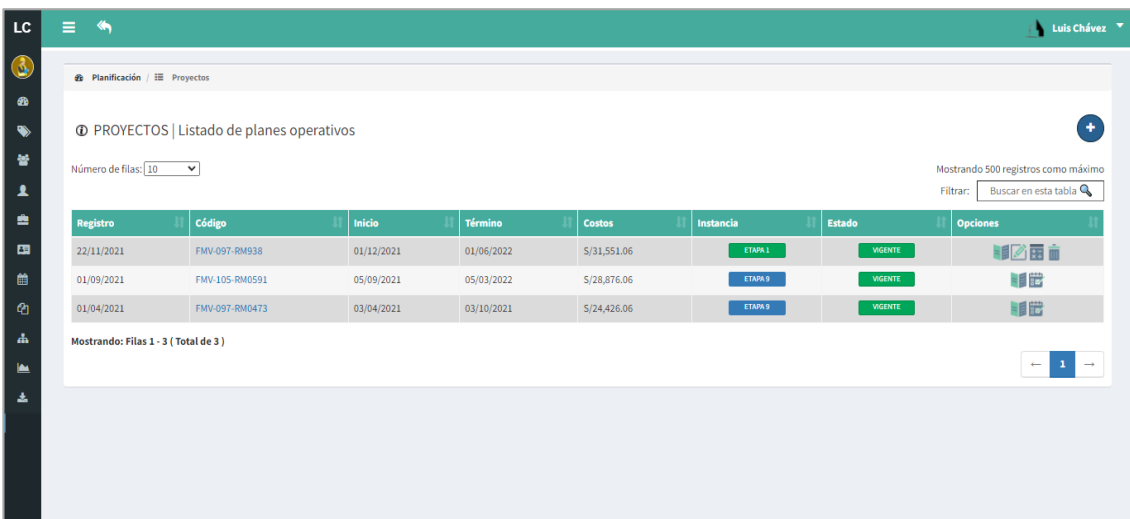 LC
Luis Chávez
Planificación / Proyectos
PROYECTOS | Listado de planes operativos
Número de filas: 10
Mostrando 500 registros como máximo
Filtrar: Buscar en esta tabla
Registro Código Inicio Término Costos Instancia Estado Opciones
22/11/2021 FMV-097-RM938 01/12/2021 01/06/2022 S/31,551.06 ETAPA 1 VIGENTE
01/09/2021 FMV-105-RM0591 05/09/2021 05/03/2022 S/28,876.06 ETAPA 9 VIGENTE
01/04/2021 FMV-097-RM0473 03/04/2021 03/10/2021 S/24,426.06 ETAPA 9 VIGENTE
Mostrando: Filas 1 - 3 ( Total de 3 )
← 1 →